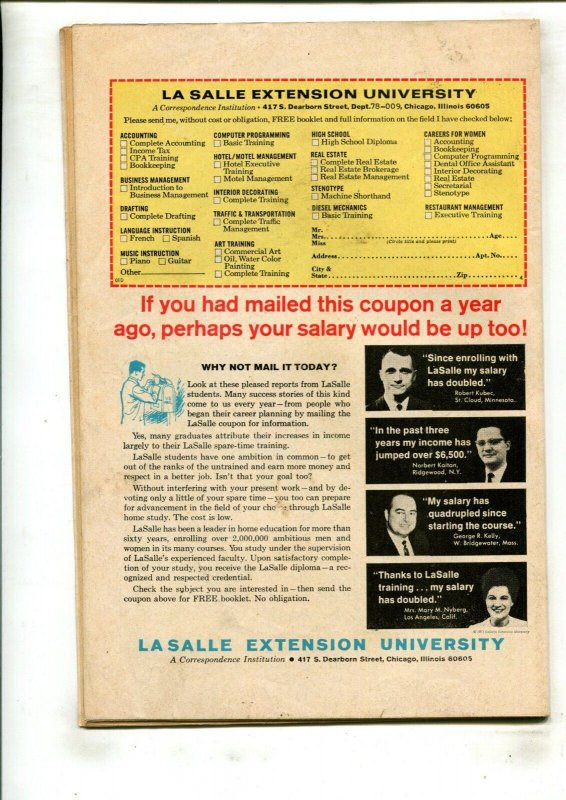 LA SALLE EXTENSION UNIVERSITY
A Correspondence Institution • 417 S. Dearborn Street, Dept. 78-009, Chicago, Illinois 60605
Please send me, without cost or obligation, FREE booklet and full information on the field I have checked below:
ACCOUNTING
Complete Accounting
Income Tax
CPA Training
Bookkeeping
BUSINESS MANAGEMENT
Introduction to
Business Management
DRAFTING
Complete Drafting
LANGUAGE INSTRUCTION
French Spanish
MUSIC INSTRUCTION
Piano Guitar
Other
COMPUTER PROGRAMMING
Basic Training
HOTEL/MOTEL MANAGEMENT
Hotel Executive
Training
Motel Management
INTERIOR DECORATING
Complete Training
TRAFFIC & TRANSPORTATION
Complete Traffic
Management
ART TRAINING
Commercial Art
Oil, Water Color
Painting
Complete Training
HIGH SCHOOL
High School Diploma
REAL ESTATE
Complete Real Estate
Real Estate Brokerage
Real Estate Management
STENOTYPE
Machine Shorthand
DIESEL MECHANICS
Basic Training
CAREERS FOR WOMEN
Accounting
Bookkeeping
Computer Programming
Dental Office Assistant
Interior Decorating
Real Estate
Secretarial
Stenotype
RESTAURANT MANAGEMENT
Executive Training
Mr.
Mrs. Age
Miss (Circle title and please print)
Address Apt. No.
City &
State Zip
If you had mailed this coupon a year
ago, perhaps your salary would be up too!
WHY NOT MAIL IT TODAY?
Look at these pleased reports from LaSalle
students. Many success stories of this kind
come to us every year–from people who
began their career planning by mailing the
LaSalle coupon for information.
Yes, many graduates attribute their increases in income
largely to their LaSalle spare-time training.
LaSalle students have one ambition in common–to get
out of the ranks of the untrained and earn more money and
respect in a better job. Isn't that your goal too?
Without interfering with your present work–and by de-
voting only a little of your spare time–you too can prepare
for advancement in the field of your choice through LaSalle
home study. The cost is low.
LaSalle has been a leader in home education for more than
sixty years, enrolling over 2,000,000 ambitious men and
women in its many courses. You study under the supervision
of LaSalle's experienced faculty. Upon satisfactory comple-
tion of your study, you receive the LaSalle diploma–a rec-
ognized and respected credential.
Check the subject you are interested in–then send the
coupon above for FREE booklet. No obligation.
"Since enrolling with
LaSalle my salary
has doubled."
Robert Kubec,
St. Cloud, Minnesota.
"In the past three
years my income has
jumped over $6,500."
Norbert Kaitan,
Ridgewood, N.Y.
"My salary has
quadrupled since
starting the course."
George R. Kelly,
W. Bridgewater, Mass.
"Thanks to LaSalle
training . . . my salary
has doubled."
Mrs. Mary M. Nyberg,
Los Angeles, Calif.
LA SALLE EXTENSION UNIVERSITY
A Correspondence Institution • 417 S. Dearborn Street, Chicago, Illinois 60605